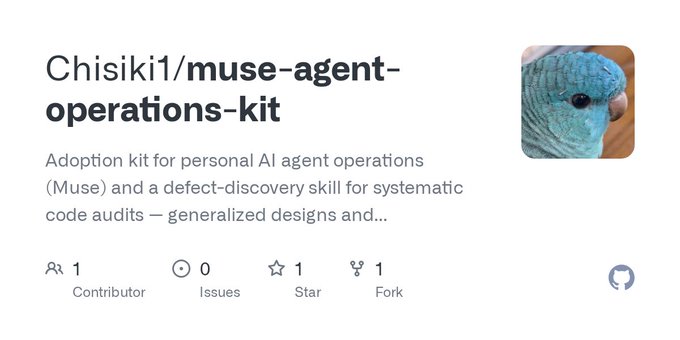 Chisiki1/muse-agent-
operations-kit
Adoption kit for personal AI agent operations
(Muse) and a defect-discovery skill for systematic
code audits — generalized designs and...
1 0 1 1
Contributor Issues Star Fork